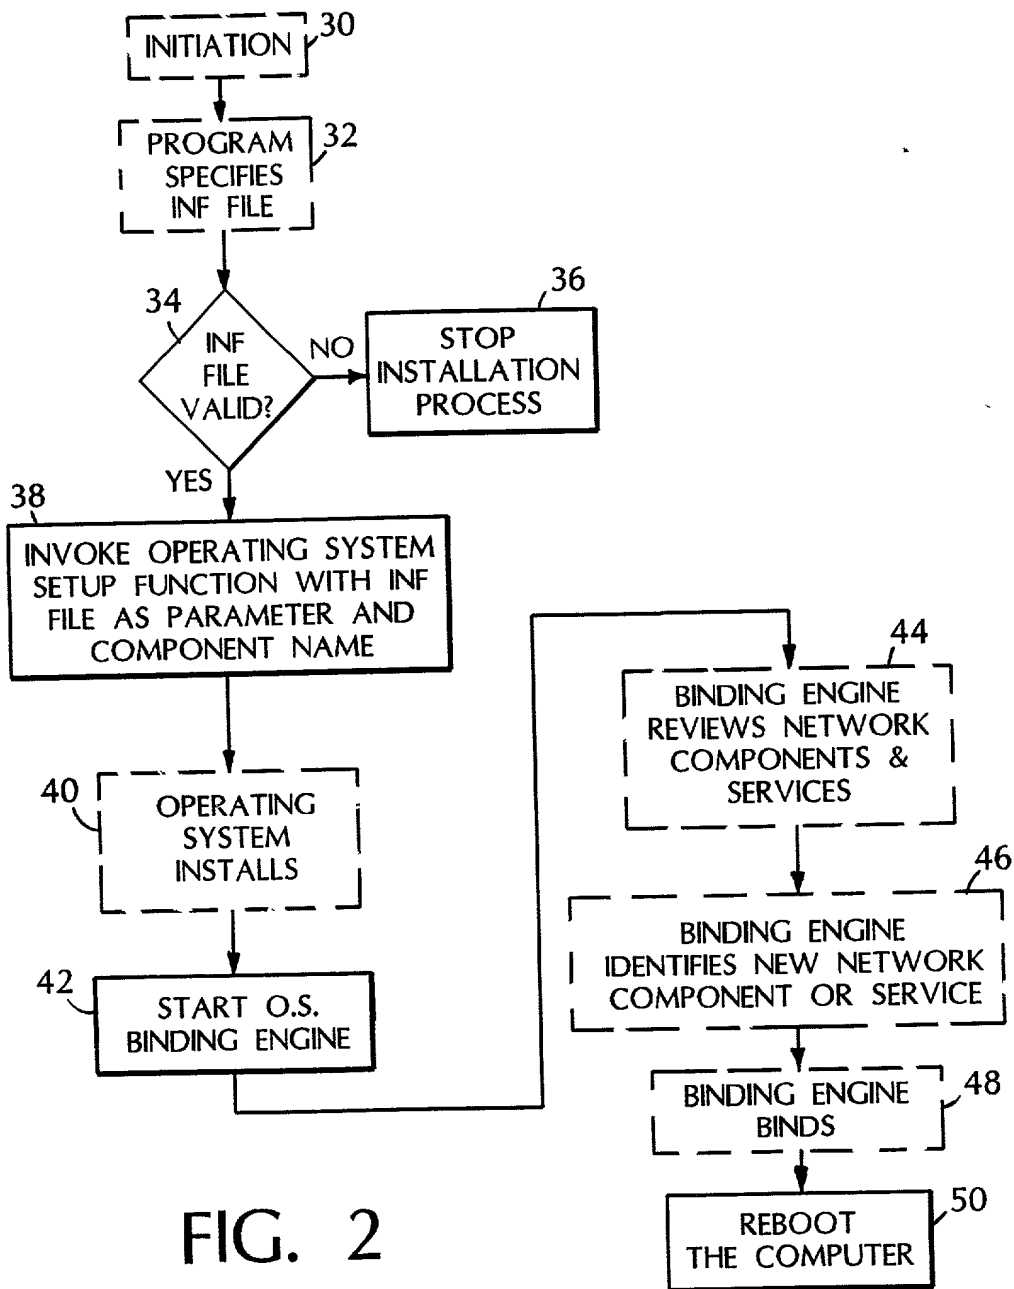 30
INITIATION
32
PROGRAM
SPECIFIES
INF FILE
34
INF
FILE
VALID?
NO
36
STOP
INSTALLATION
PROCESS
YES
38
INVOKE OPERATING SYSTEM
SETUP FUNCTION WITH INF
FILE AS PARAMETER AND
COMPONENT NAME
40
OPERATING
SYSTEM
INSTALLS
42
START O.S.
BINDING ENGINE
44
BINDING ENGINE
REVIEWS NETWORK
COMPONENTS &
SERVICES
46
BINDING ENGINE
IDENTIFIES NEW NETWORK
COMPONENT OR SERVICE
48
BINDING ENGINE
BINDS
50
REBOOT
THE COMPUTER
FIG. 2